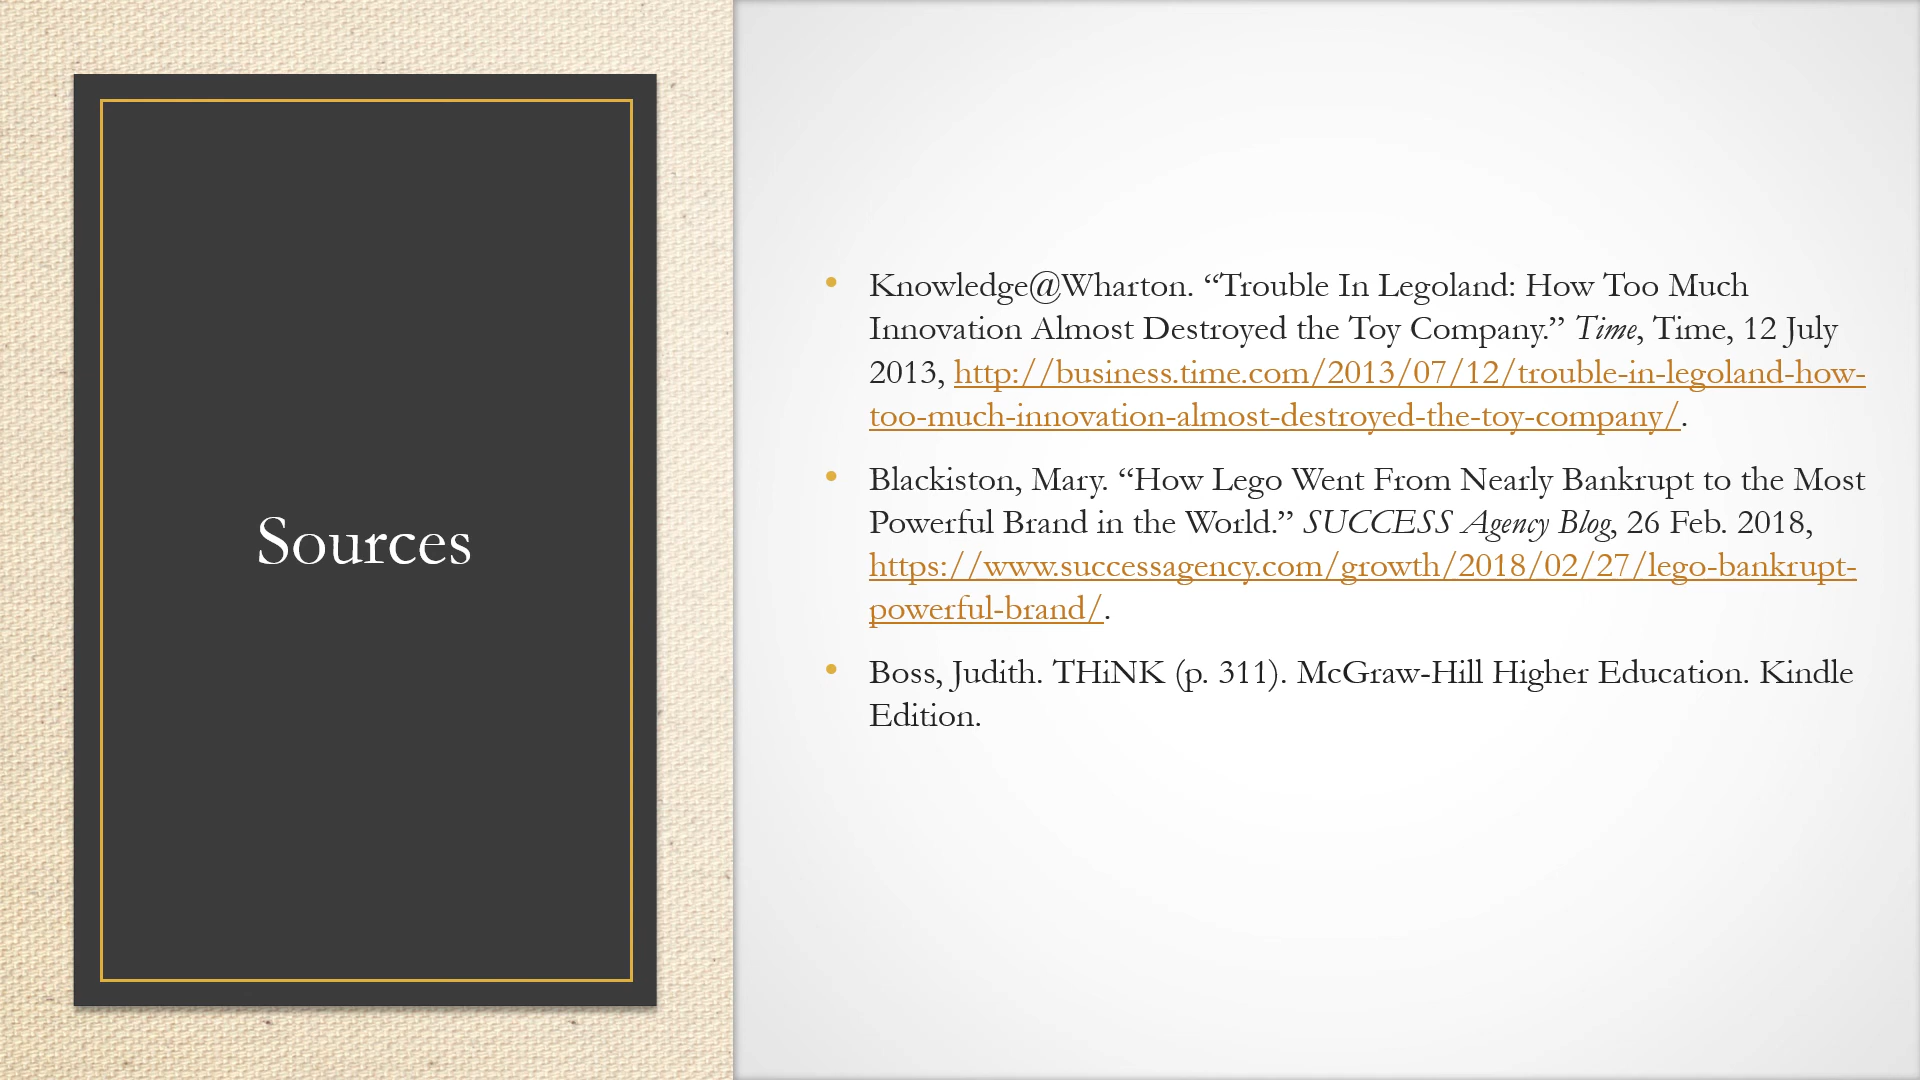 Sources
Knowledge@Wharton. “Trouble In Legoland: How Too Much
Innovation Almost Destroyed the Toy Company.” Time, Time, 12 July
2013, http://business.time.com/2013/07/12/trouble-in-legoland-how-
too-much-innovation-almost-destroyed-the-toy-company/.
Blackiston, Mary. “How Lego Went From Nearly Bankrupt to the Most
Powerful Brand in the World.” SUCCESS Agency Blog, 26 Feb. 2018,
https://www.successagency.com/growth/2018/02/27/lego-bankrupt-
powerful-brand/.
Boss, Judith. THiNK (p. 311). McGraw-Hill Higher Education. Kindle
Edition.